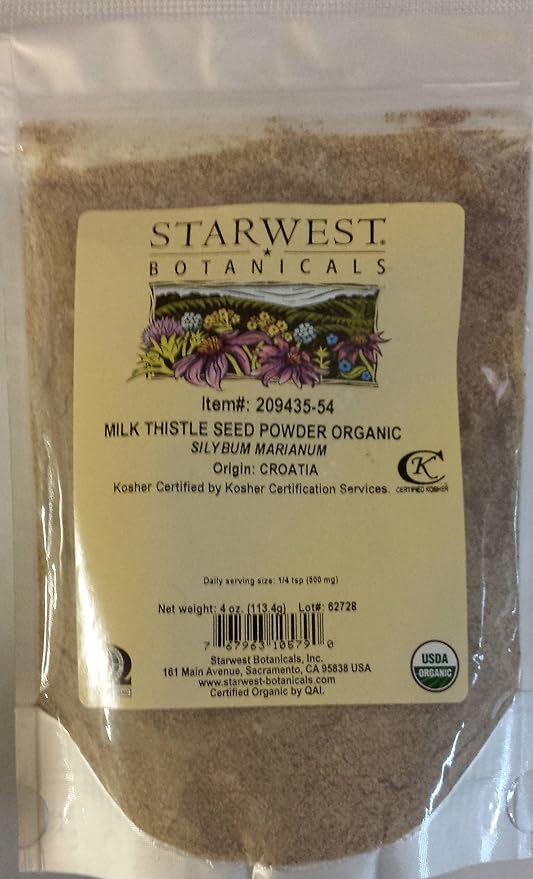 STARWEST®
BOTANICALS
Item#: 209435-54
MILK THISTLE SEED POWDER ORGANIC
SILYBUM MARIANUM
Origin: CROATIA
Kosher Certified by Kosher Certification Services.
CK
CERTIFIED KOSHER
Daily serving size: 1/4 tsp (500 mg)
Net weight: 4 oz. (113.4g) Lot#: 62728
7 67963 10579 0
Starwest Botanicals, Inc.
161 Main Avenue, Sacramento, CA 95838 USA
www.starwest-botanicals.com
Certified Organic by QAI.
USDA
ORGANIC